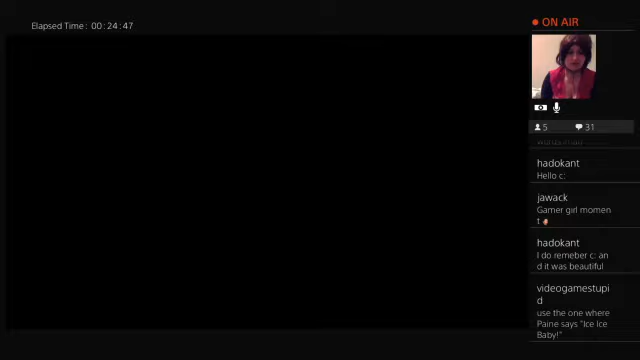 Elapsed Time: 00:24:47
ON AIR
5
31
hadokant
Hello c:
jawack
Gamer girl momen
t
hadokant
I do remeber c: an
d it was beautiful
videogamestupi
d
use the one where
Paine says "Ice Ice
Baby!"